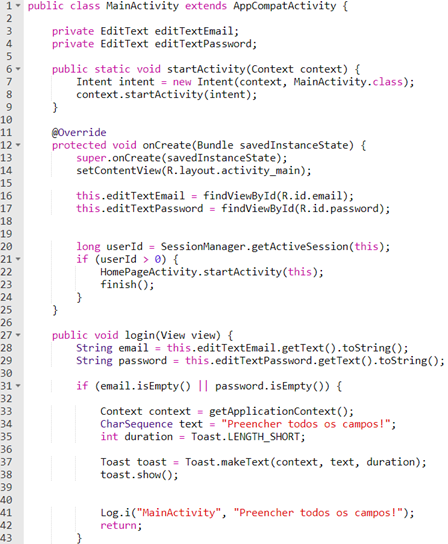 1 public class MainActivity extends AppCompatActivity {
2
3     private EditText editTextEmail;
4     private EditText editTextPassword;
5
6     public static void startActivity(Context context) {
7         Intent intent = new Intent(context, MainActivity.class);
8         context.startActivity(intent);
9     }
10
11     @Override
12     protected void onCreate(Bundle savedInstanceState) {
13         super.onCreate(savedInstanceState);
14         setContentView(R.layout.activity_main);
15
16         this.editTextEmail = findViewById(R.id.email);
17         this.editTextPassword = findViewById(R.id.password);
18
19
20         long userId = SessionManager.getActiveSession(this);
21         if (userId > 0) {
22             HomePageActivity.startActivity(this);
23             finish();
24         }
25     }
26
27     public void login(View view) {
28         String email = this.editTextEmail.getText().toString();
29         String password = this.editTextPassword.getText().toString();
30
31         if (email.isEmpty() || password.isEmpty()) {
32
33             Context context = getApplicationContext();
34             CharSequence text = "Preencher todos os campos!";
35             int duration = Toast.LENGTH_SHORT;
36
37             Toast toast = Toast.makeText(context, text, duration);
38             toast.show();
39
40
41             Log.i("MainActivity", "Preencher todos os campos!");
42             return;
43         }